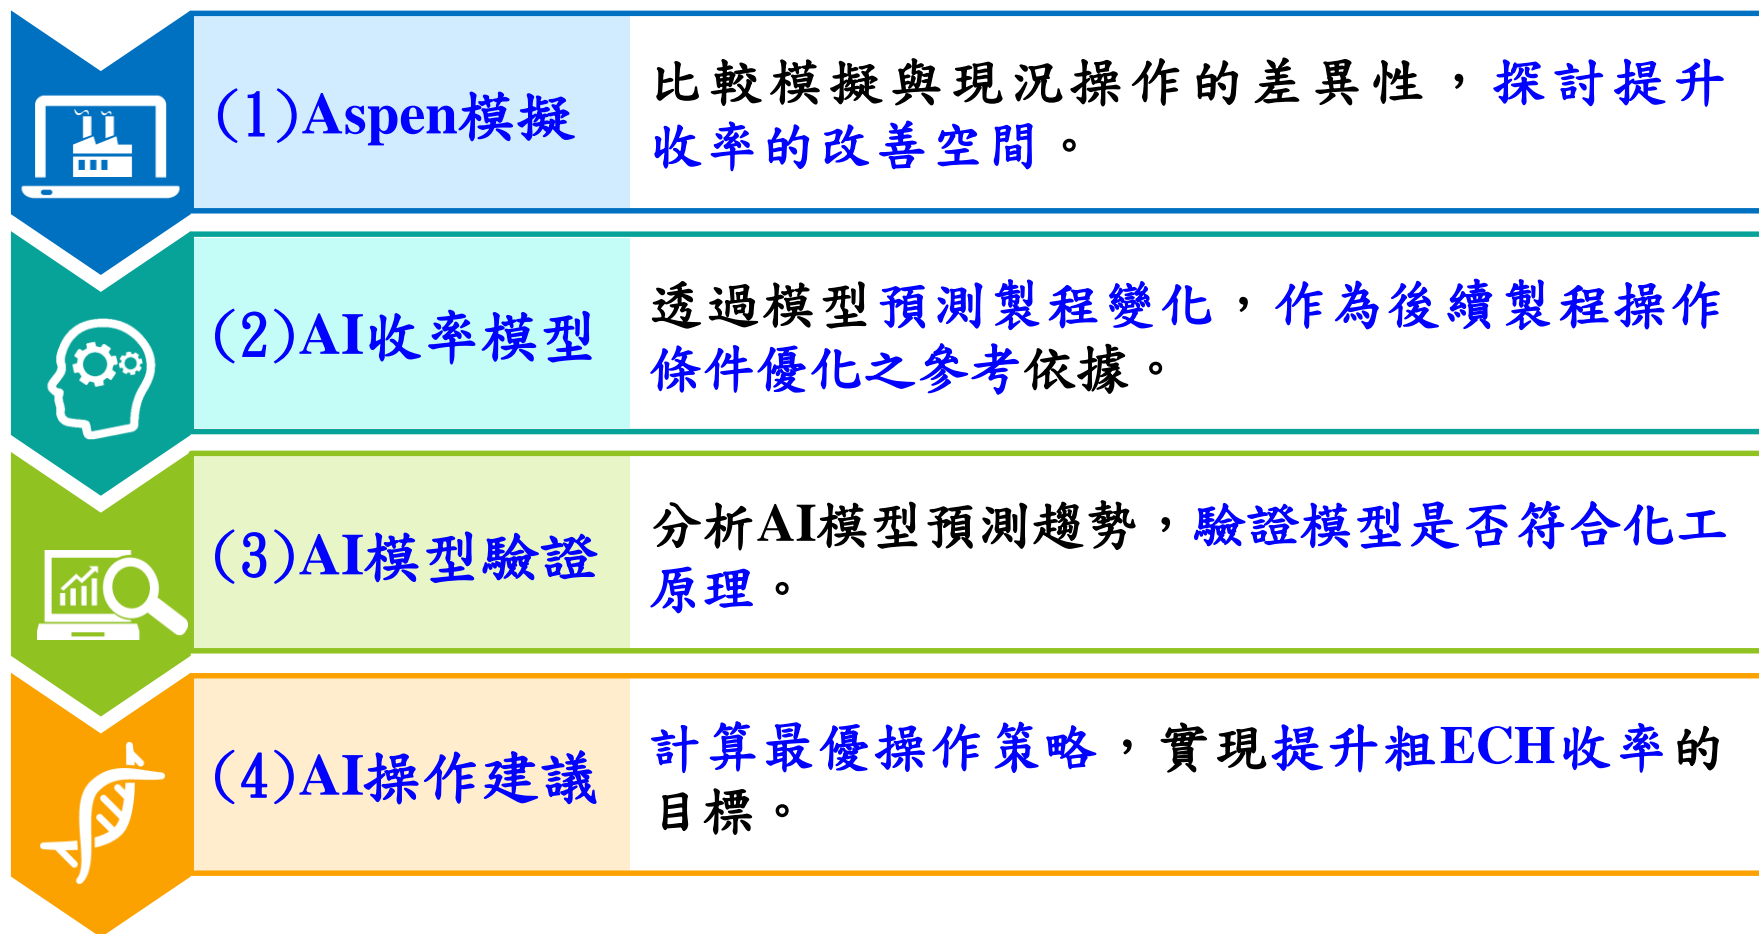 (1)Aspen模擬
比較模擬與現況操作的差異性，探討提升
收率的改善空間。
(2)AI收率模型
透過模型預測製程變化，作為後續製程操作
條件優化之參考依據。
(3)AI模型驗證
分析AI模型預測趨勢，驗證模型是否符合化工
原理。
(4)AI操作建議
計算最優操作策略，實現提升粗ECH收率的
目標。